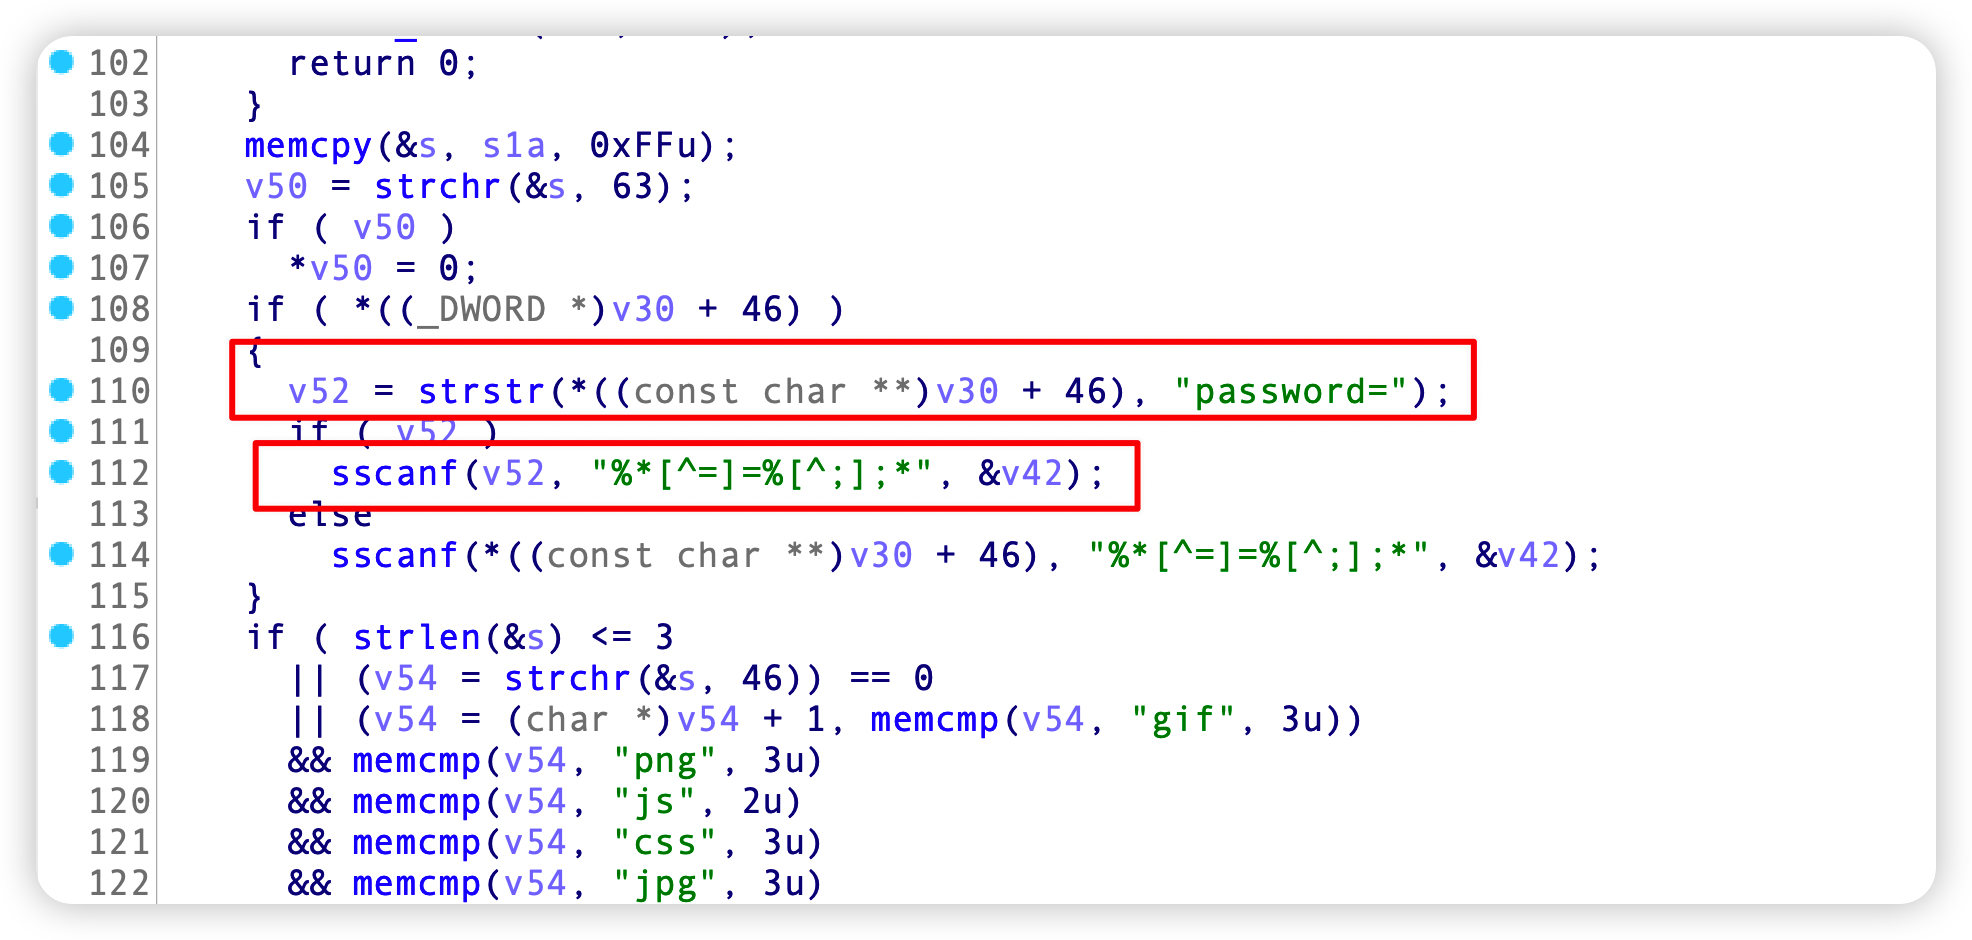 102 return 0;
103 }
104 memcpy(&s, s1a, 0xFFu);
105 v50 = strchr(&s, 63);
106 if ( v50 )
107 *v50 = 0;
108 if ( *((_DWORD *)v30 + 46) )
109 {
110 v52 = strstr(*((const char **)v30 + 46), "password=");
111 if ( v52 )
112 sscanf(v52, "%*[^=]=%[^;];*", &v42);
113 else
114 sscanf(*((const char **)v30 + 46), "%*[^=]=%[^;];*", &v42);
115 }
116 if ( strlen(&s) <= 3
117 || (v54 = strchr(&s, 46)) == 0
118 || (v54 = (char *)v54 + 1, memcmp(v54, "gif", 3u))
119 && memcmp(v54, "png", 3u)
120 && memcmp(v54, "js", 2u)
121 && memcmp(v54, "css", 3u)
122 && memcmp(v54, "jpg", 3u)